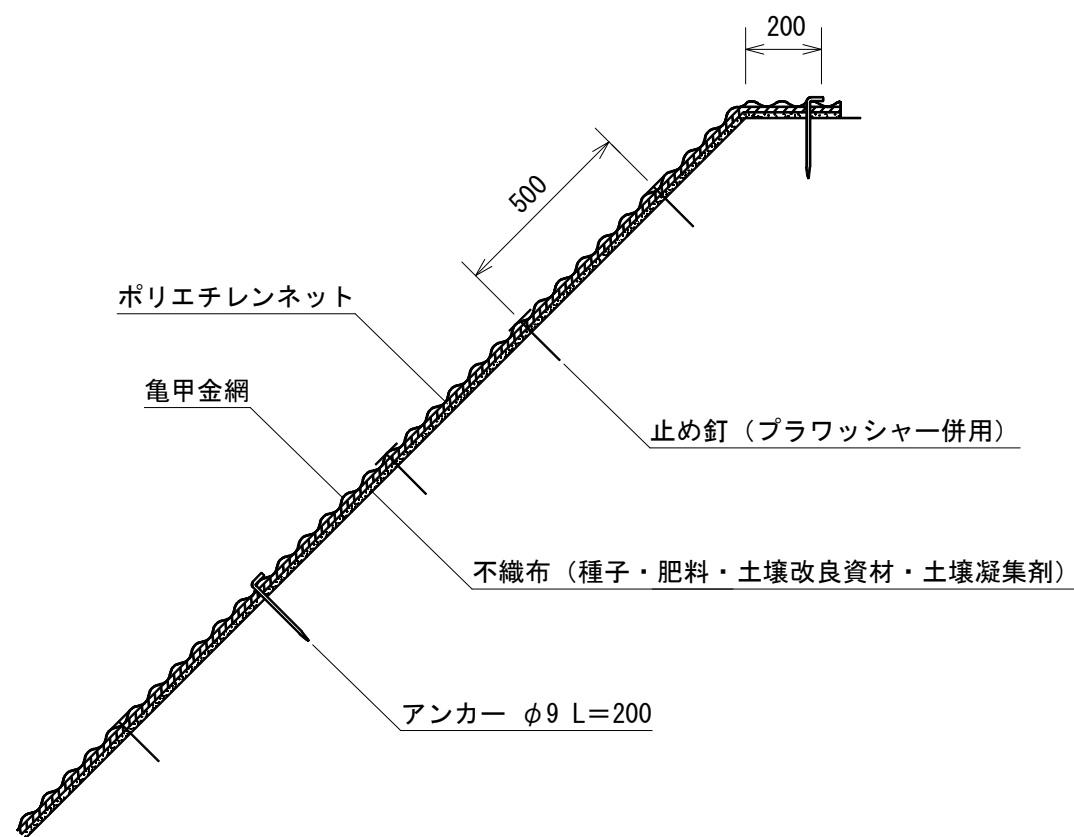 200
500
ポリエチレンネット
亀甲金網
止め釘（プラワッシャー併用）
不織布（種子・肥料・土壌改良資材・土壌凝集剤）
アンカー φ9 L=200